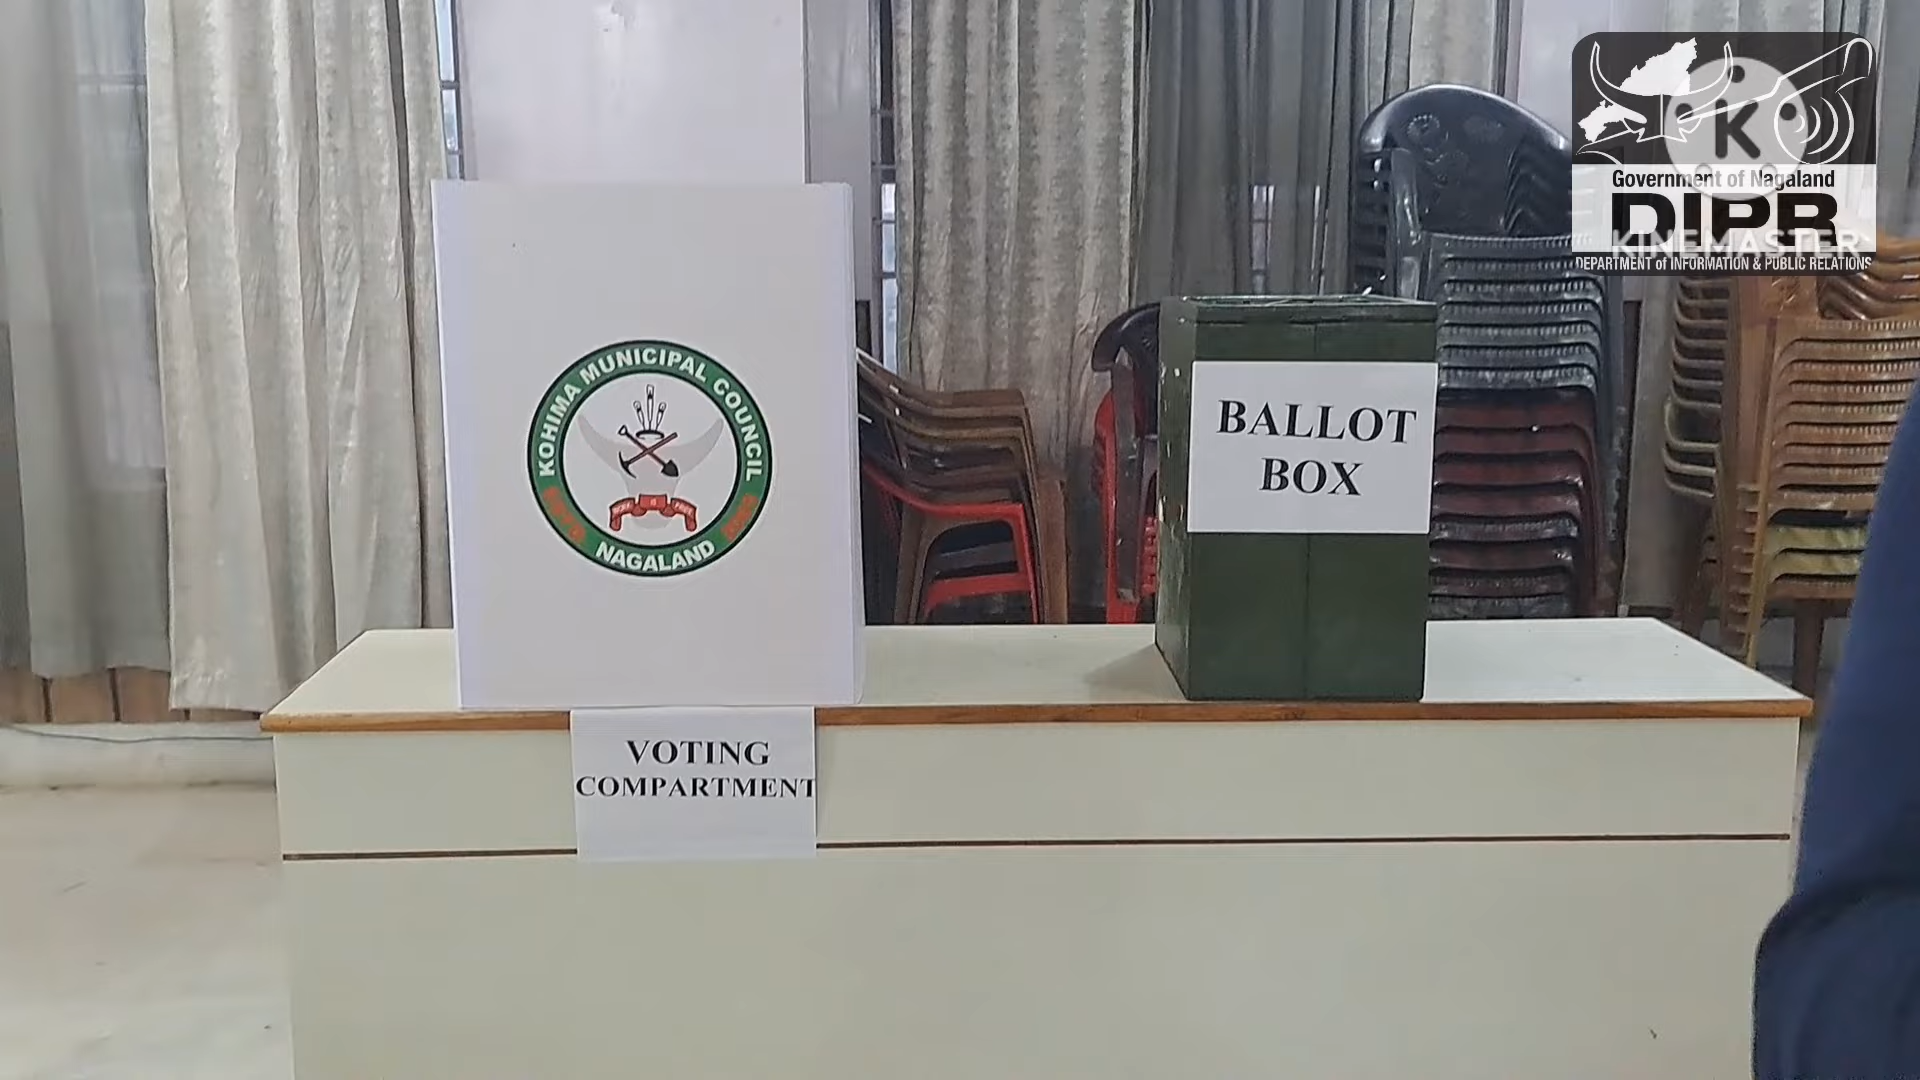 Government of Nagaland
DIPR
KINEMASTER
DEPARTMENT of INFORMATION & PUBLIC RELATIONS
K
KOHIMA MUNICIPAL COUNCIL
NAGALAND
BALLOT
BOX
VOTING
COMPARTMENT